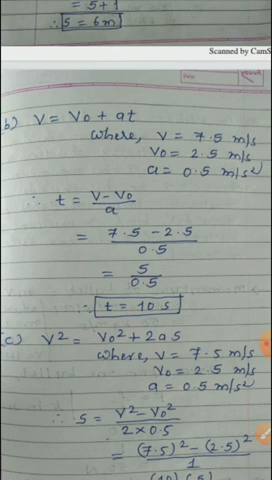 = 5+1
∴ S = 6m
Scanned by CamS
b) V = V0 + at
where, V = 7.5 m/s
V0 = 2.5 m/s
a = 0.5 m/s²
∴ t = V-V0 / a
= 7.5 - 2.5 / 0.5
= 5 / 0.5
∴ t = 10 s
(c) V² = V0² + 2as
where, V = 7.5 m/s
V0 = 2.5 m/s
a = 0.5 m/s²
∴ S = V² - V0² / 2 × 0.5
= (7.5)² - (2.5)² / 1
(10) (5)